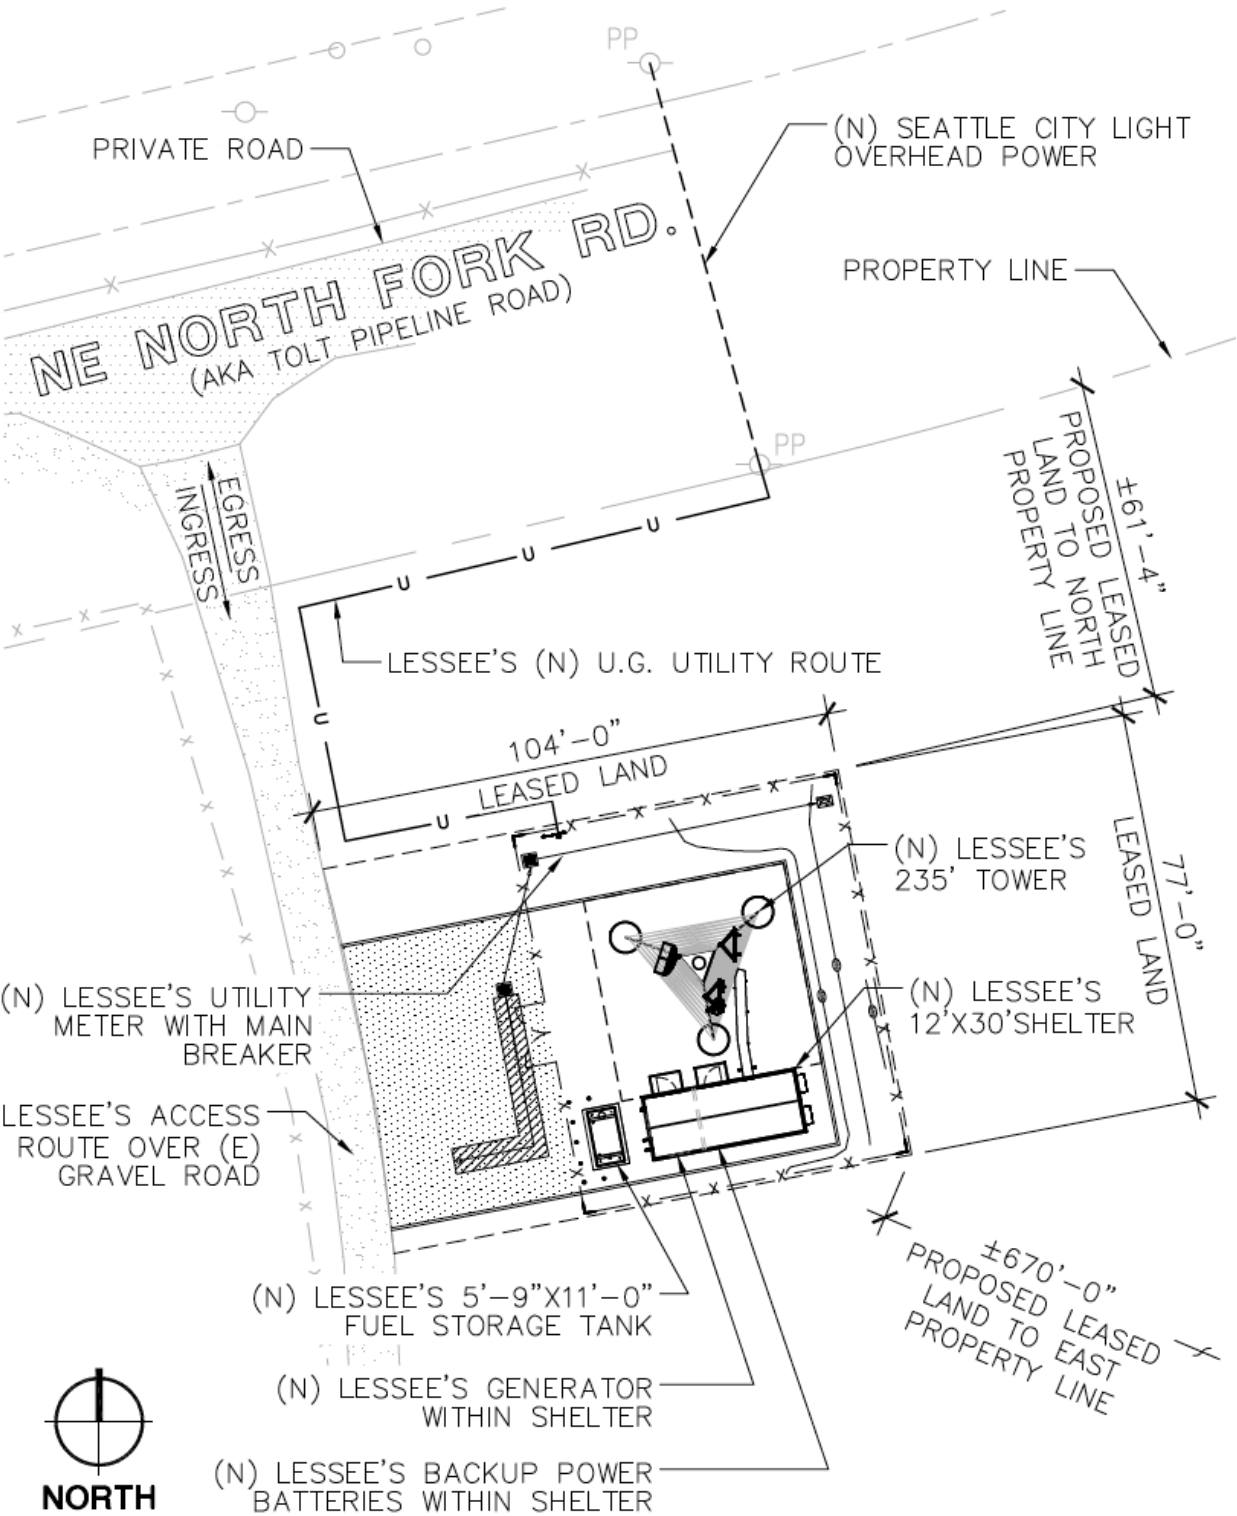 PP
PRIVATE ROAD
(N) SEATTLE CITY LIGHT
OVERHEAD POWER
NE NORTH FORK RD.
(AKA TOLT PIPELINE ROAD)
PROPERTY LINE
PP
EGRESS
INGRESS
±61'-4"
PROPOSED LEASED
LAND TO NORTH
PROPERTY LINE
U
U
U
LESSEE'S (N) U.G. UTILITY ROUTE
U
104'-0"
LEASED LAND
U
(N) LESSEE'S
235' TOWER
77'-0"
LEASED LAND
(N) LESSEE'S UTILITY
METER WITH MAIN
BREAKER
(N) LESSEE'S
12'X30'SHELTER
LESSEE'S ACCESS
ROUTE OVER (E)
GRAVEL ROAD
±670'-0"
PROPOSED LEASED
LAND TO EAST
PROPERTY LINE
(N) LESSEE'S 5'-9"X11'-0"
FUEL STORAGE TANK
(N) LESSEE'S GENERATOR
WITHIN SHELTER
(N) LESSEE'S BACKUP POWER
BATTERIES WITHIN SHELTER
NORTH